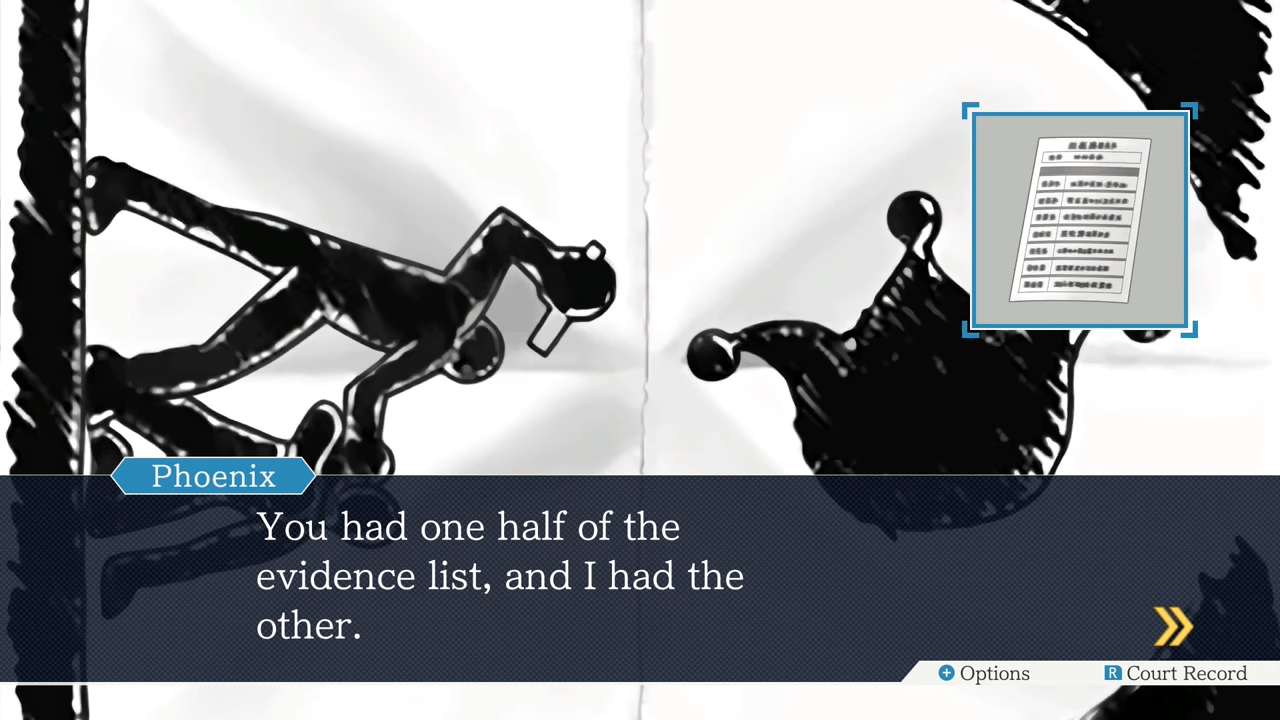 Phoenix
You had one half of the
evidence list, and I had the
other.
+ Options
R Court Record